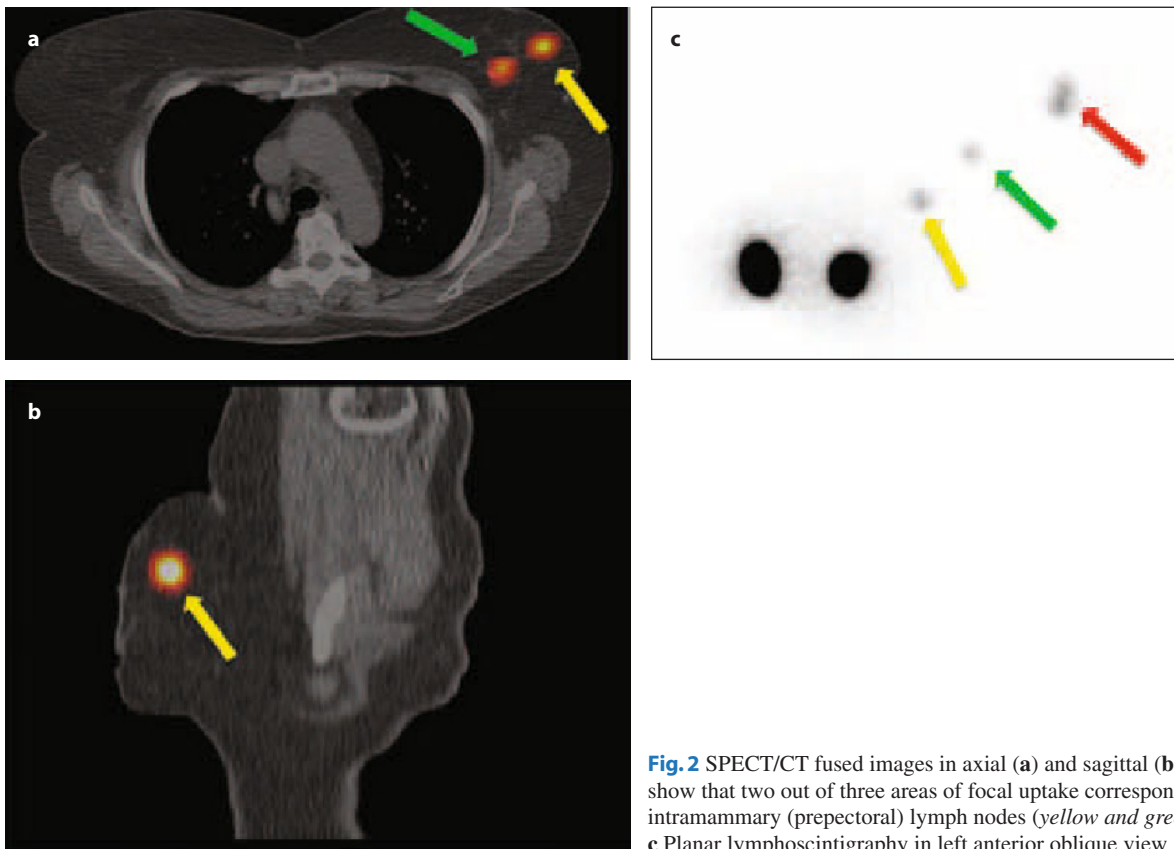 a
c
b
Fig. 2 SPECT/CT fused images in axial (a) and sagittal (b
show that two out of three areas of focal uptake correspon
intramammary (prepectoral) lymph nodes (yellow and gre
c Planar lymphoscintigraphy in left anterior oblique view